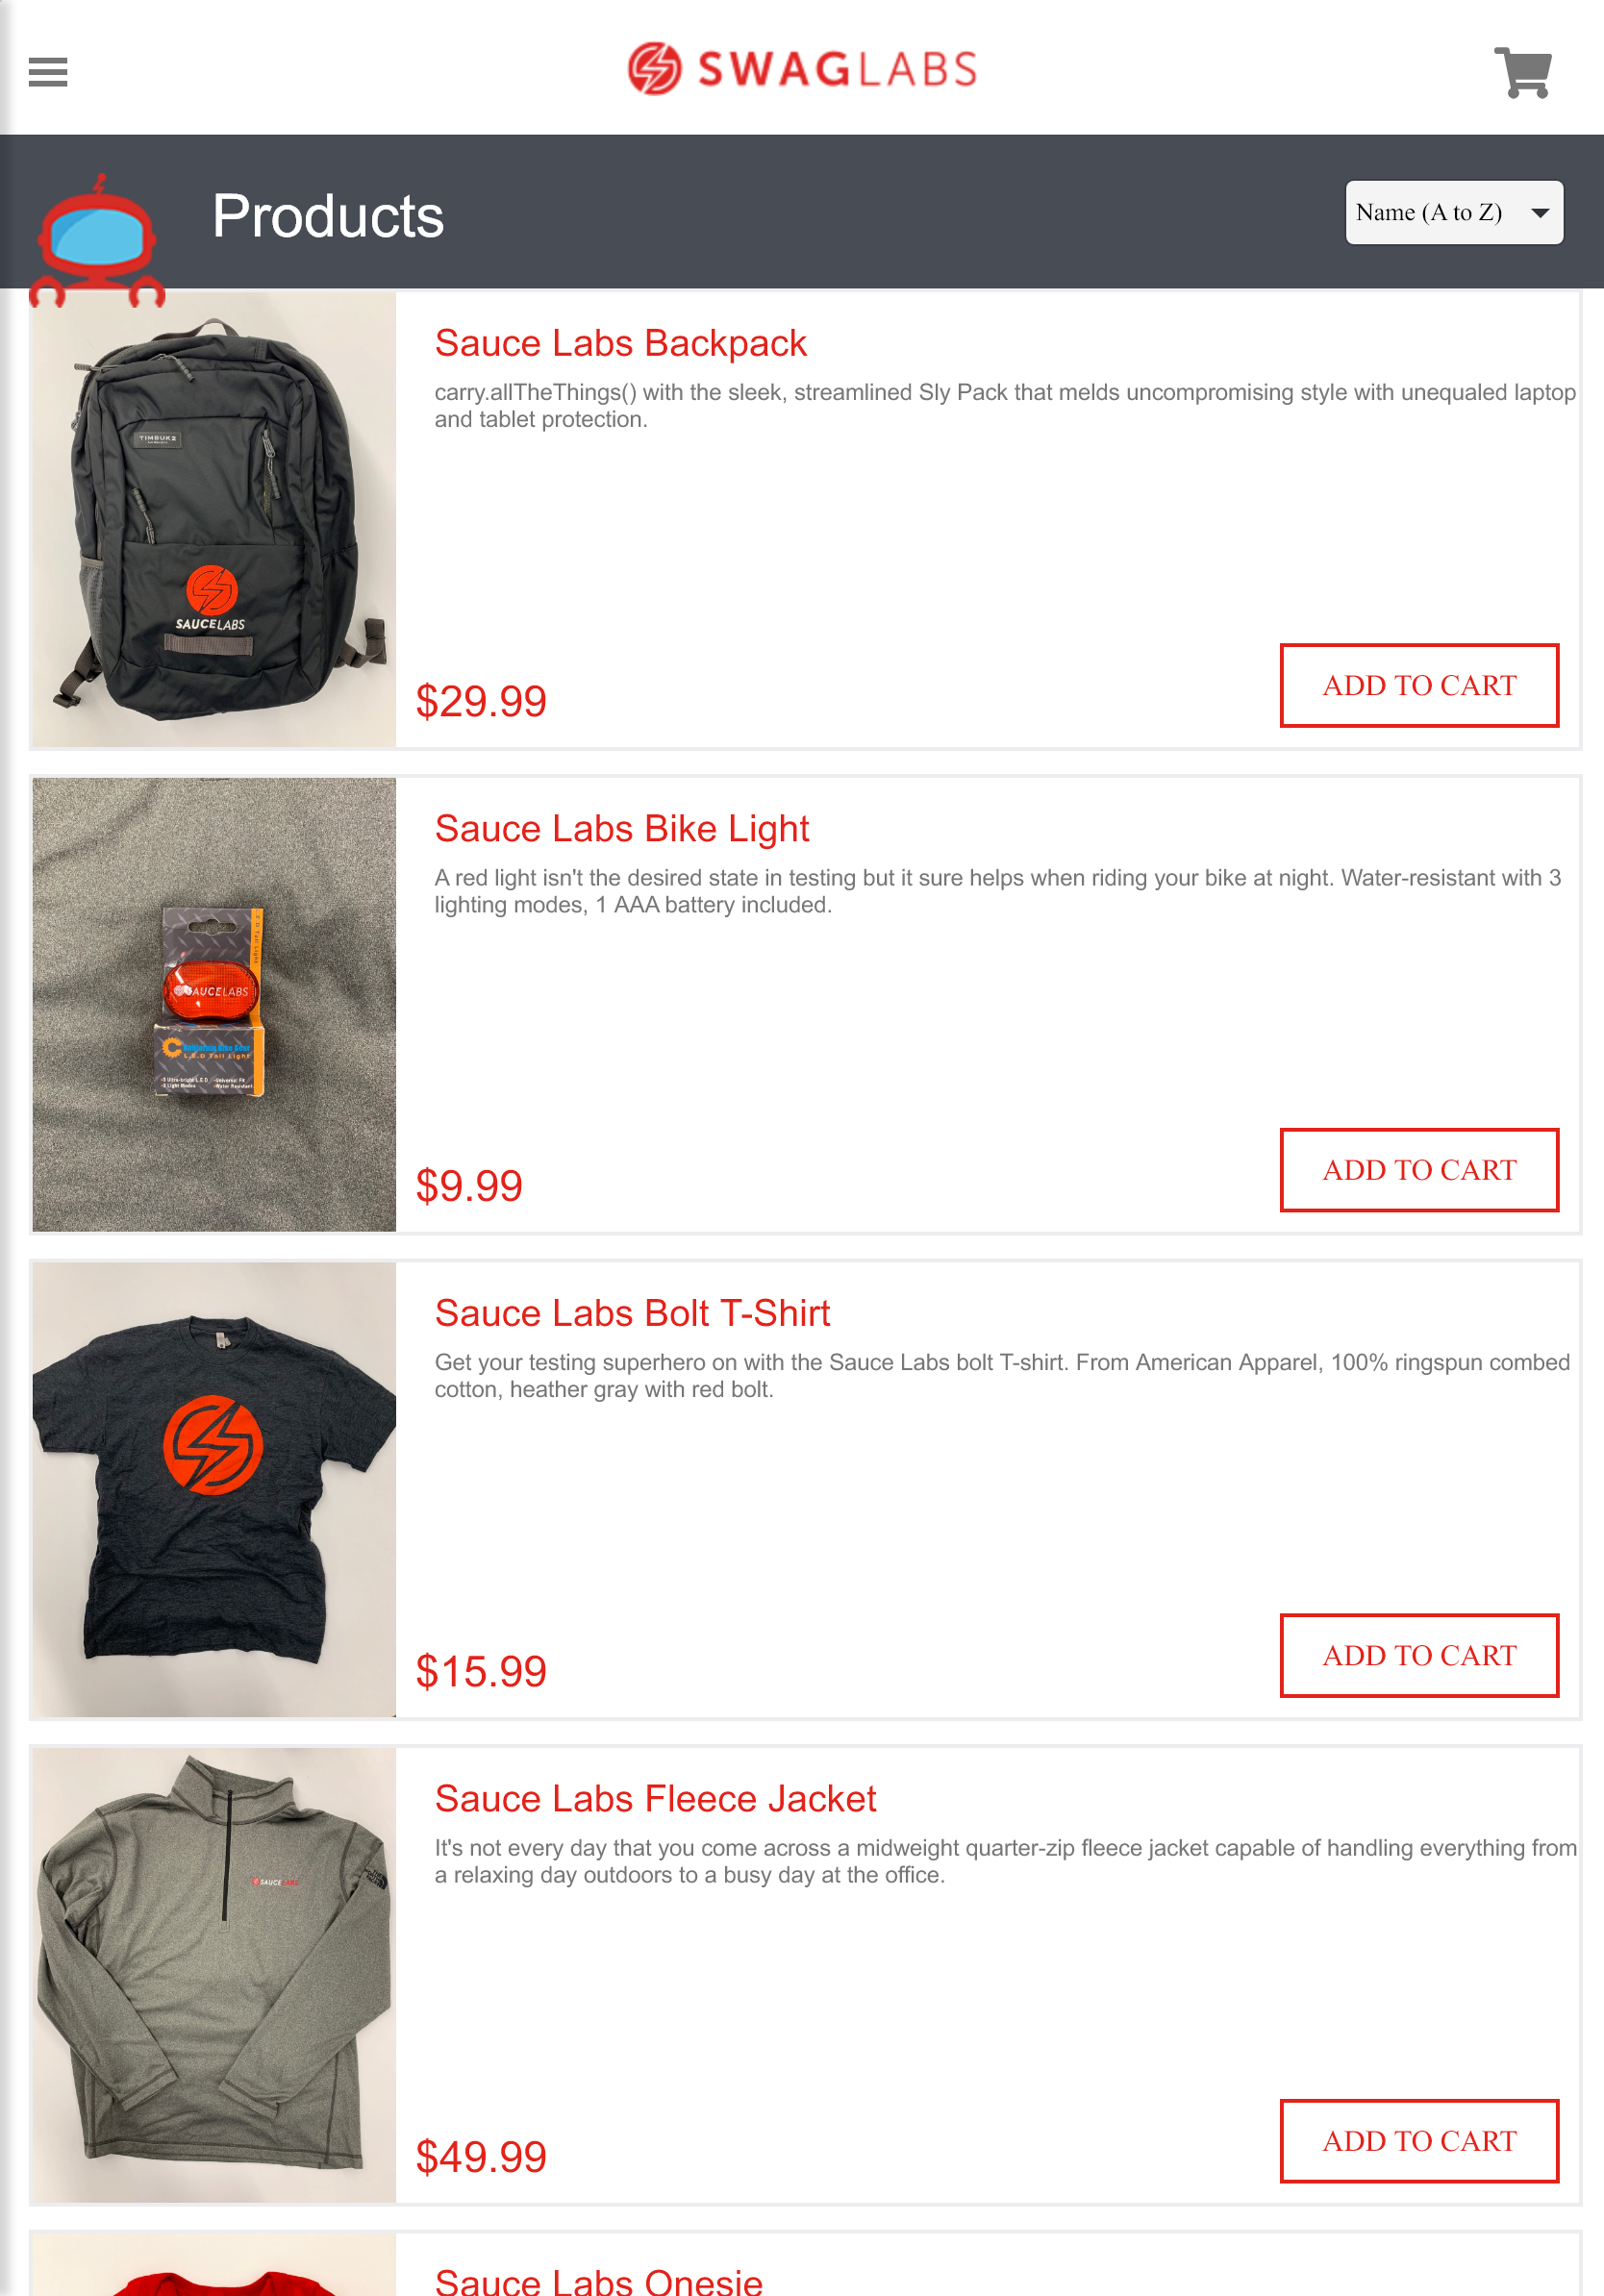 SWAGLABS
Products
Name (A to Z)
TIMBUK2
SAUCELABS
Sauce Labs Backpack
carry.allTheThings() with the sleek, streamlined Sly Pack that melds uncompromising style with unequaled laptop
and tablet protection.
$29.99
ADD TO CART
SAUCELABS
L.E.D Tail Light
Sauce Labs Bike Light
A red light isn't the desired state in testing but it sure helps when riding your bike at night. Water-resistant with 3
lighting modes, 1 AAA battery included.
$9.99
ADD TO CART
Sauce Labs Bolt T-Shirt
Get your testing superhero on with the Sauce Labs bolt T-shirt. From American Apparel, 100% ringspun combed
cotton, heather gray with red bolt.
$15.99
ADD TO CART
SAUCELABS
Sauce Labs Fleece Jacket
It's not every day that you come across a midweight quarter-zip fleece jacket capable of handling everything from
a relaxing day outdoors to a busy day at the office.
$49.99
ADD TO CART
Sauce Labs Onesie